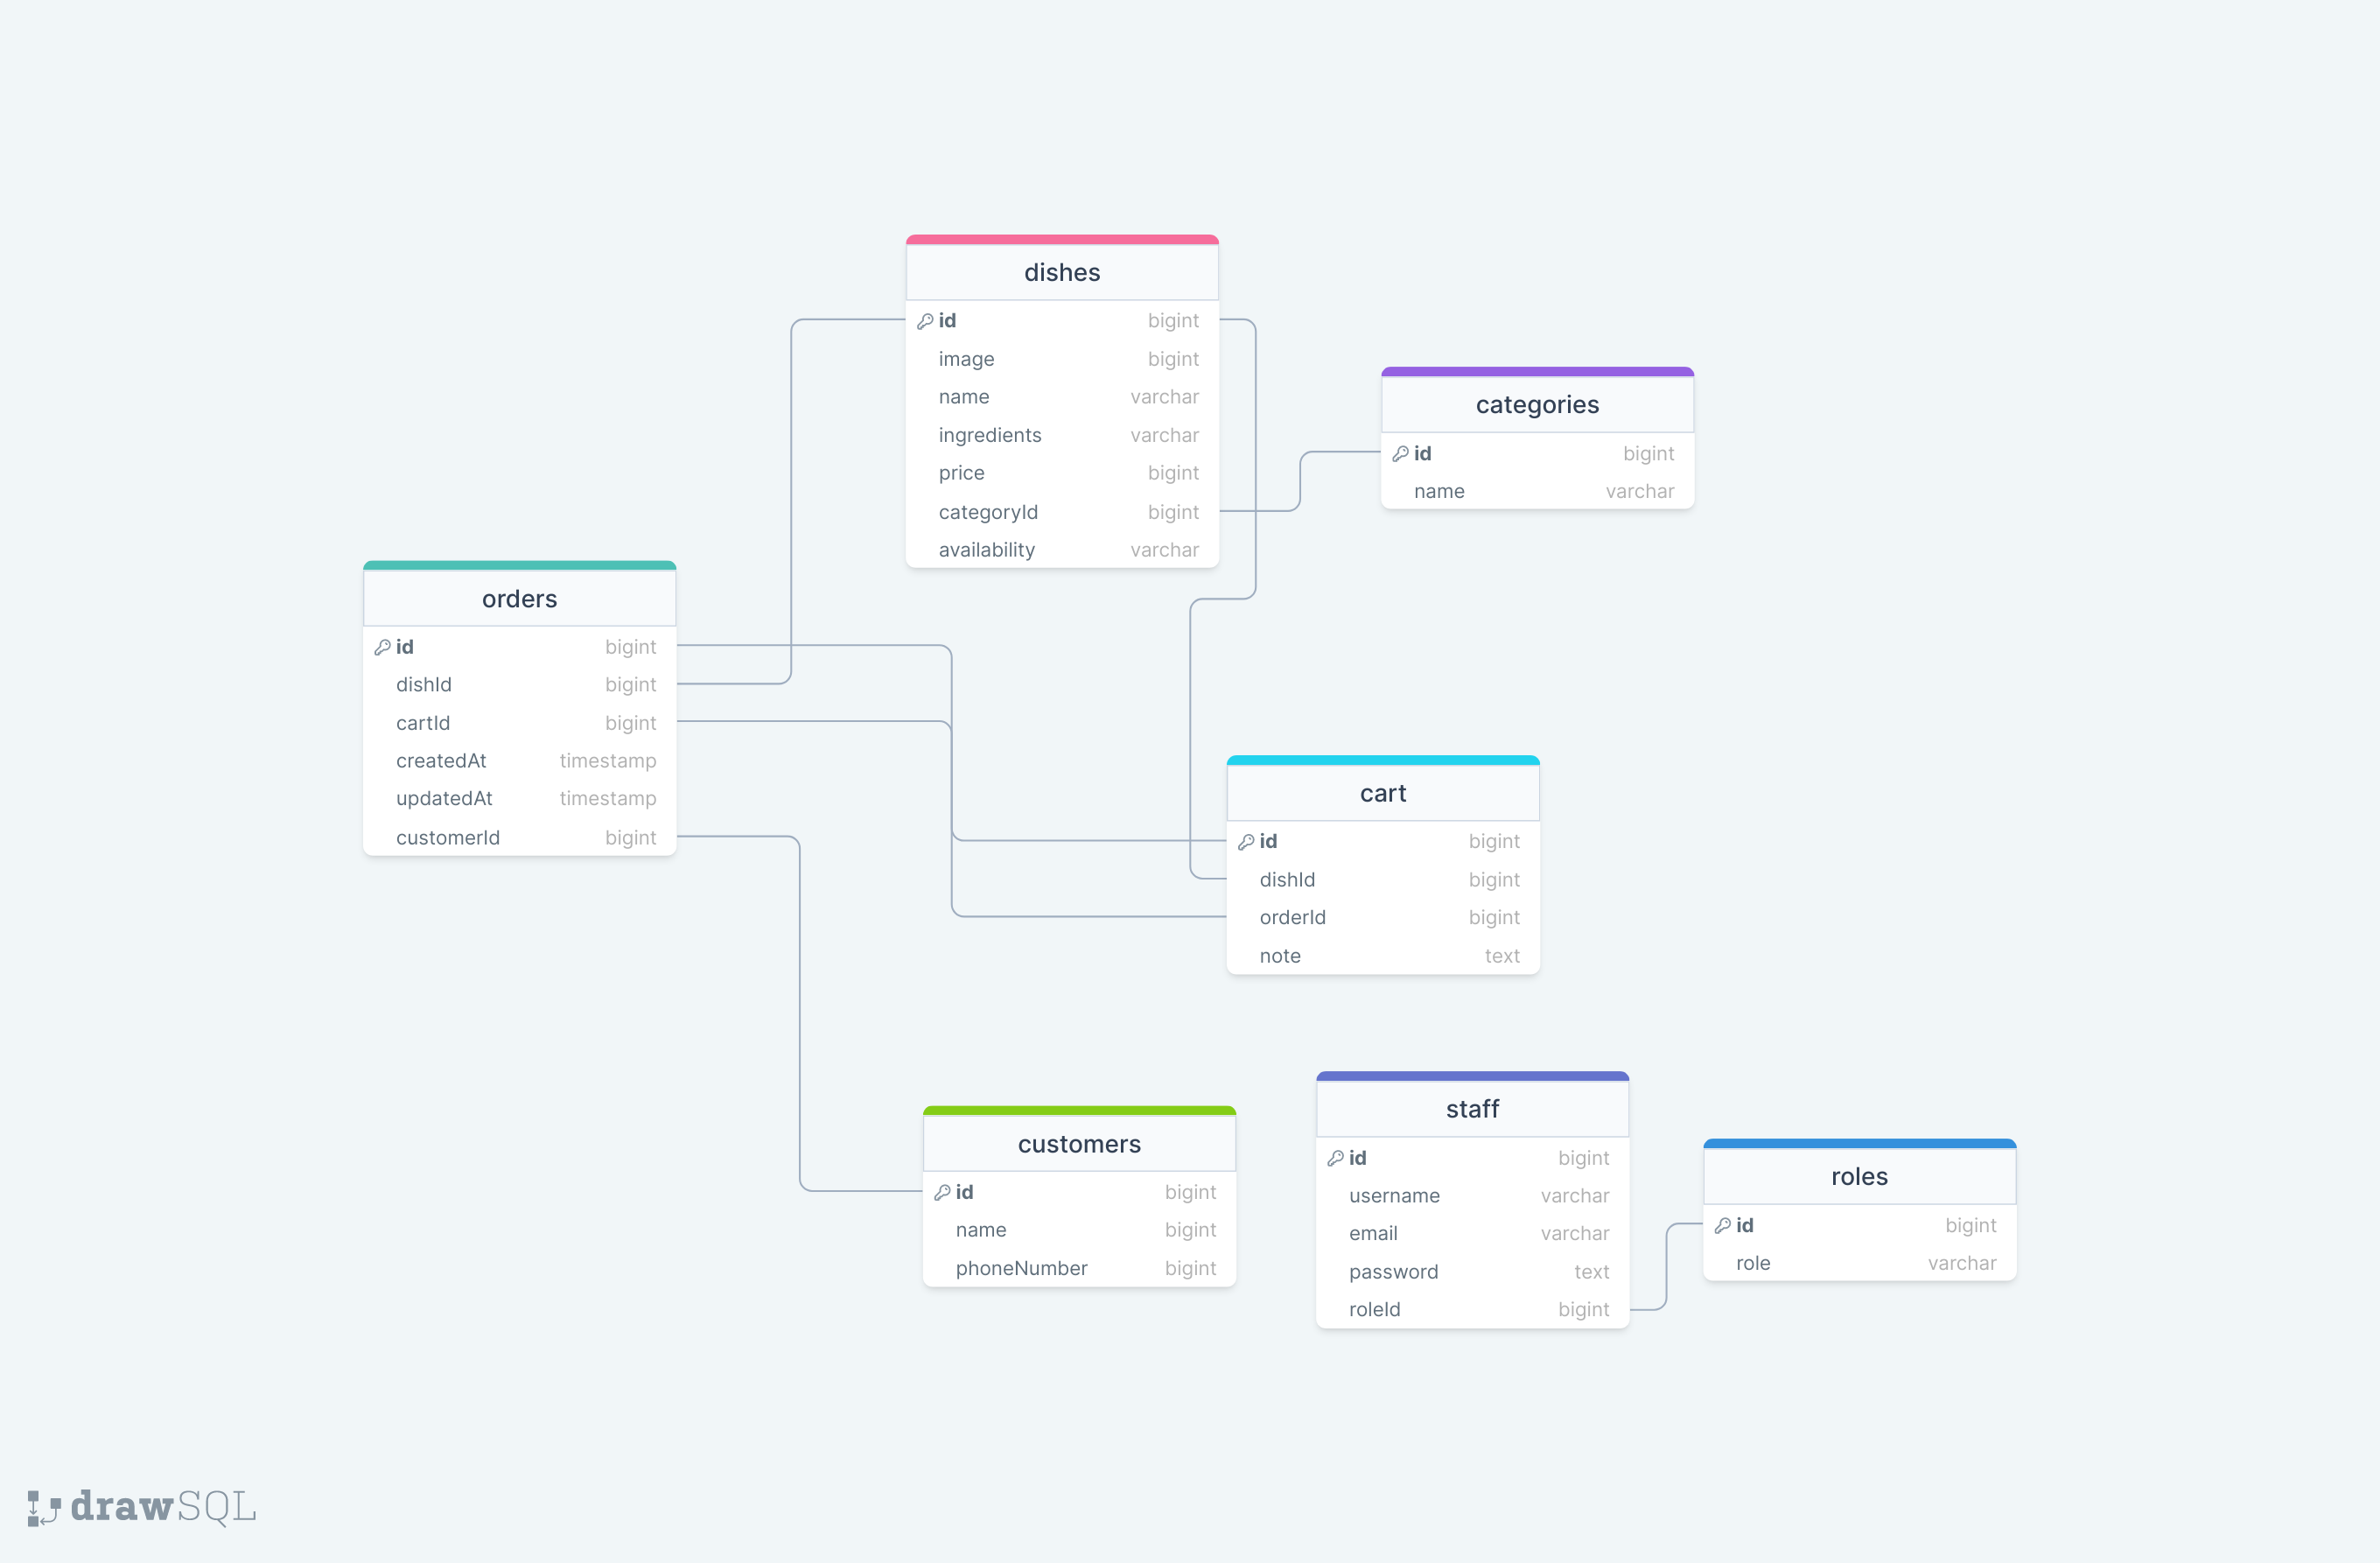 dishes
id bigint
image bigint
name varchar
ingredients varchar
price bigint
categoryId bigint
availability varchar
categories
id bigint
name varchar
orders
id bigint
dishId bigint
cartId bigint
createdAt timestamp
updatedAt timestamp
customerId bigint
cart
id bigint
dishId bigint
orderId bigint
note text
customers
id bigint
name bigint
phoneNumber bigint
staff
id bigint
username varchar
email varchar
password text
roleId bigint
roles
id bigint
role varchar
drawSQL